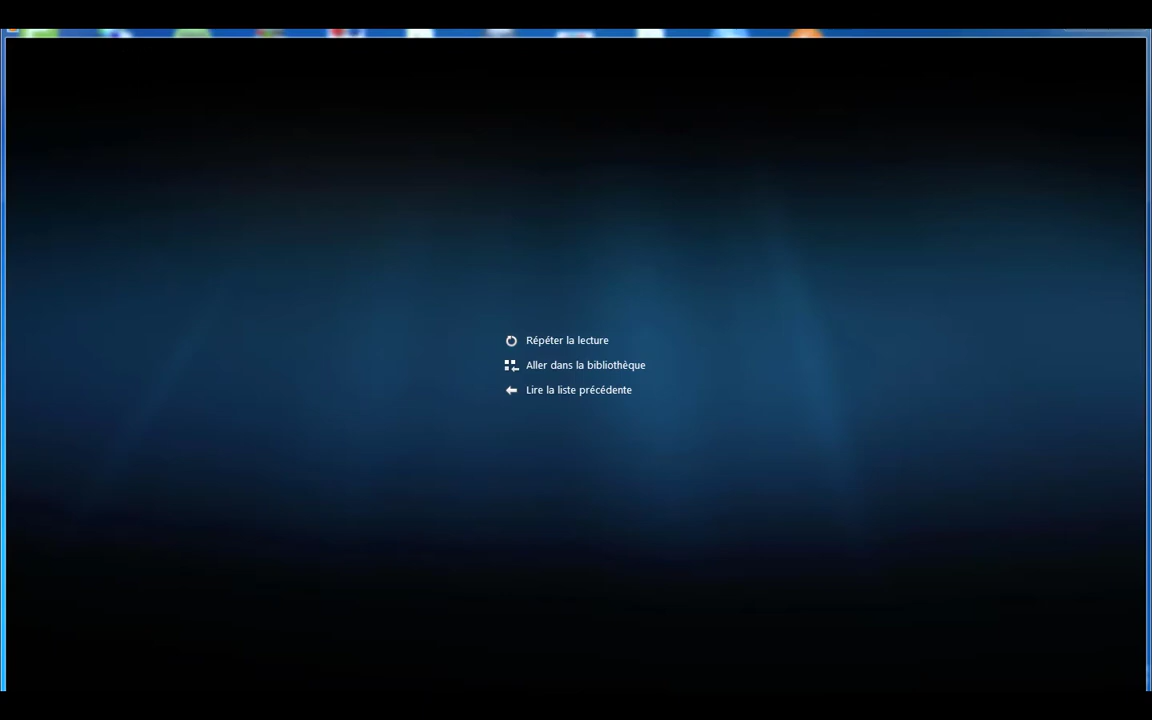 Répéter la lecture
Aller dans la bibliothèque
Lire la liste précédente